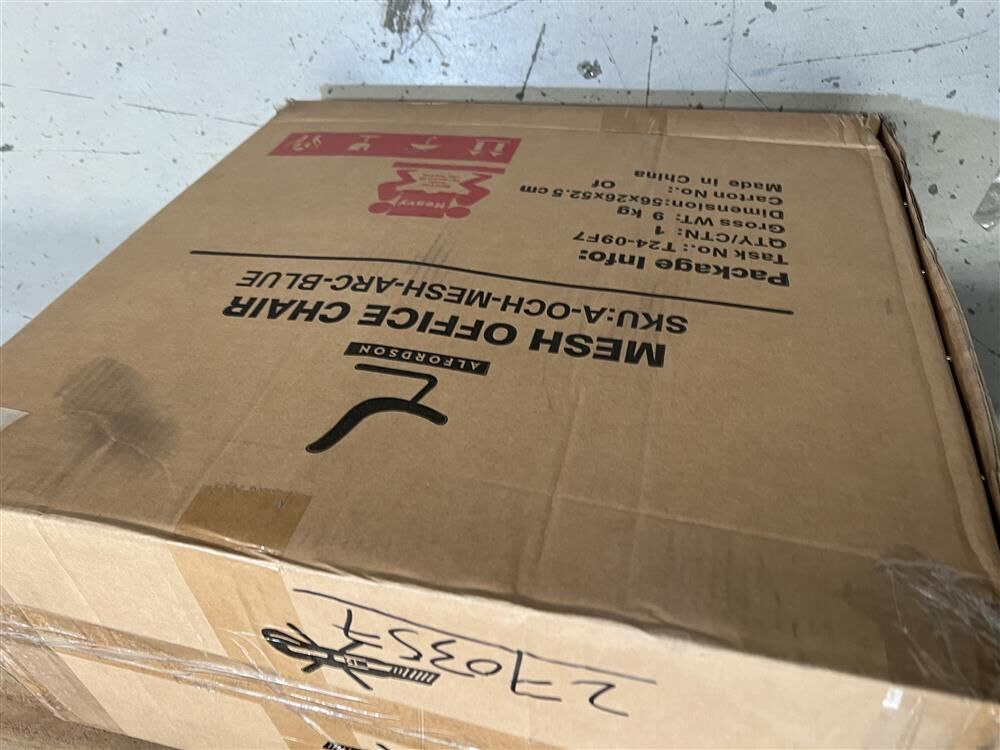 ALFORDSON
MESH OFFICE CHAIR
SKU:A-OCH-MESH-ARC-BLUE
Package Info:
Task No.: T24-09F7
QTY/CTN: 1
Gross WT: 9 kg
Dimension:56x26x52.5 cm
Carton No.: Of
Made in China
Heavy